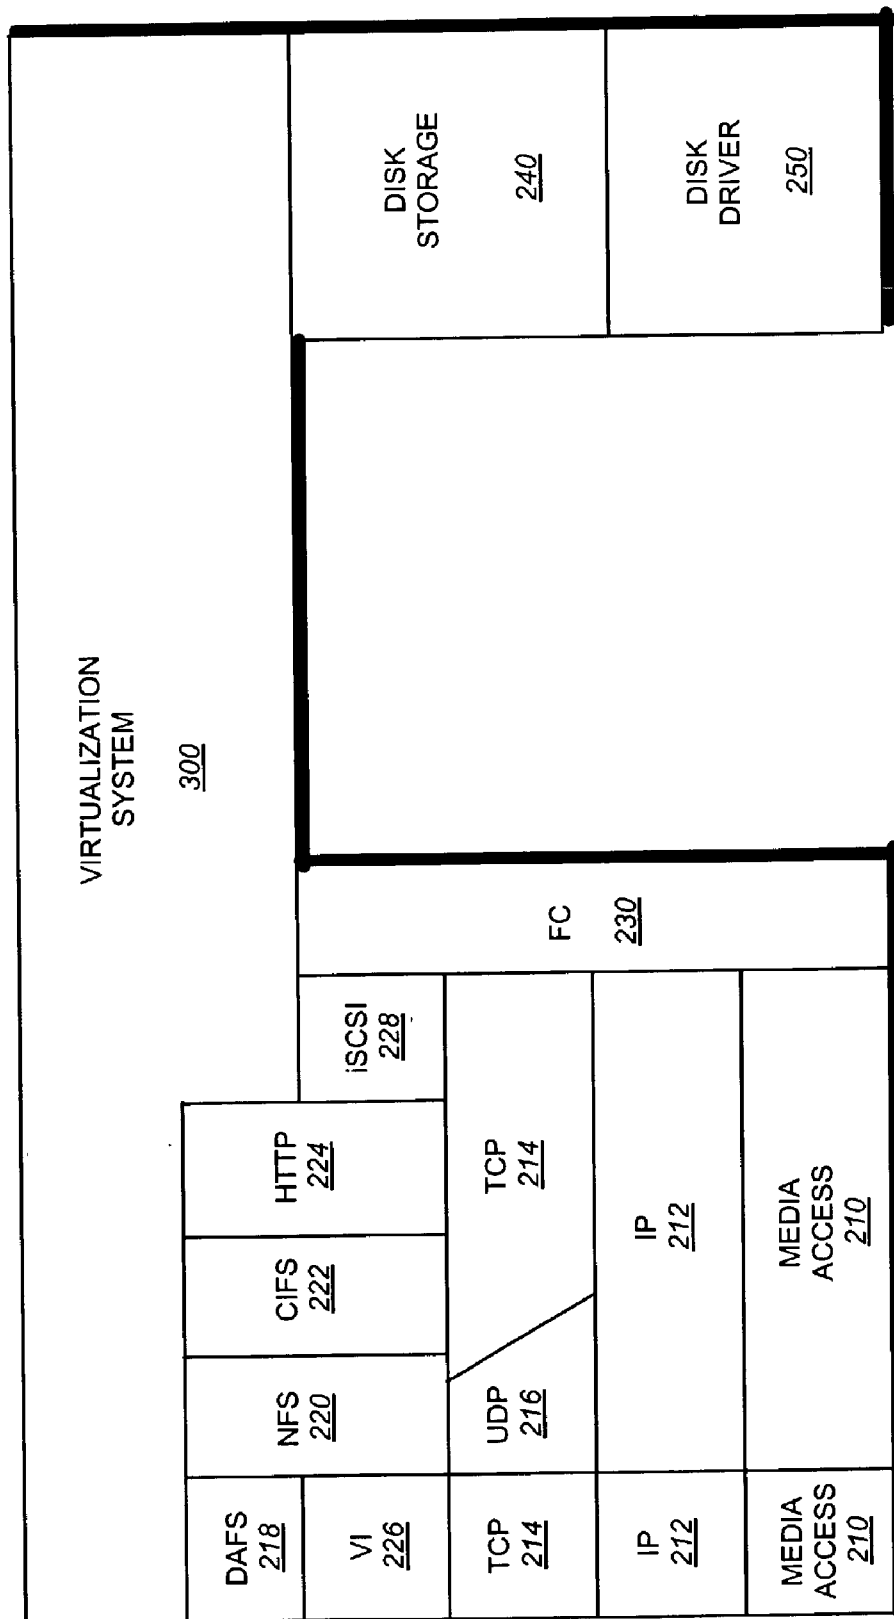 VIRTUALIZATION
SYSTEM
300
DAFS
218
NFS
220
CIFS
222
HTTP
224
VI
226
iSCSI
228
TCP
214
UDP
216
TCP
214
FC
230
IP
212
IP
212
MEDIA
ACCESS
210
MEDIA
ACCESS
210
DISK
STORAGE
240
DISK
DRIVER
250